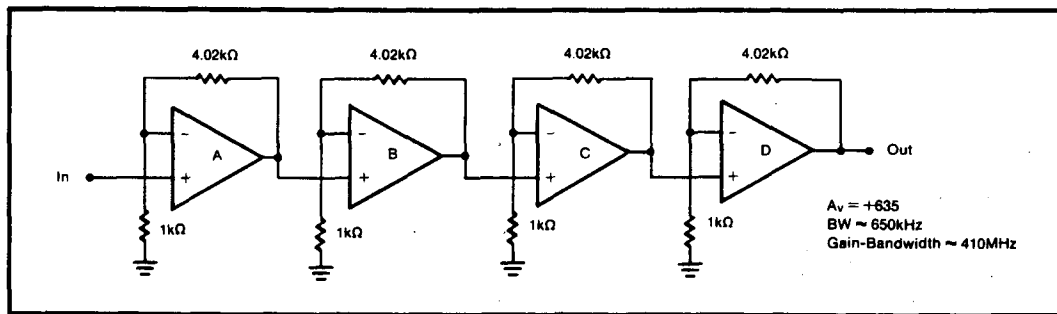 4.02kΩ 4.02kΩ 4.02kΩ 4.02kΩ
− − − −
A B C D
In + + + + Out
1kΩ 1kΩ 1kΩ 1kΩ
Av = +635
BW ~ 650kHz
Gain-Bandwidth ~ 410MHz